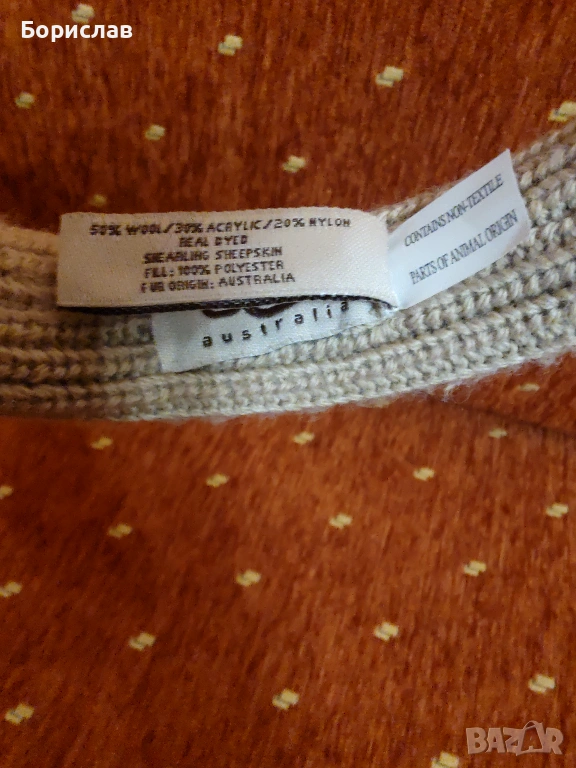 Борислав
50% WOOL/30% ACRYLIC/20% NYLON
REAL DYED
SHEARLING SHEEPSKIN
FILL: 100% POLYESTER
FUR ORIGIN: AUSTRALIA
CONTAINS NON-TEXTILE
PARTS OF ANIMAL ORIGIN
australia
BAZAR